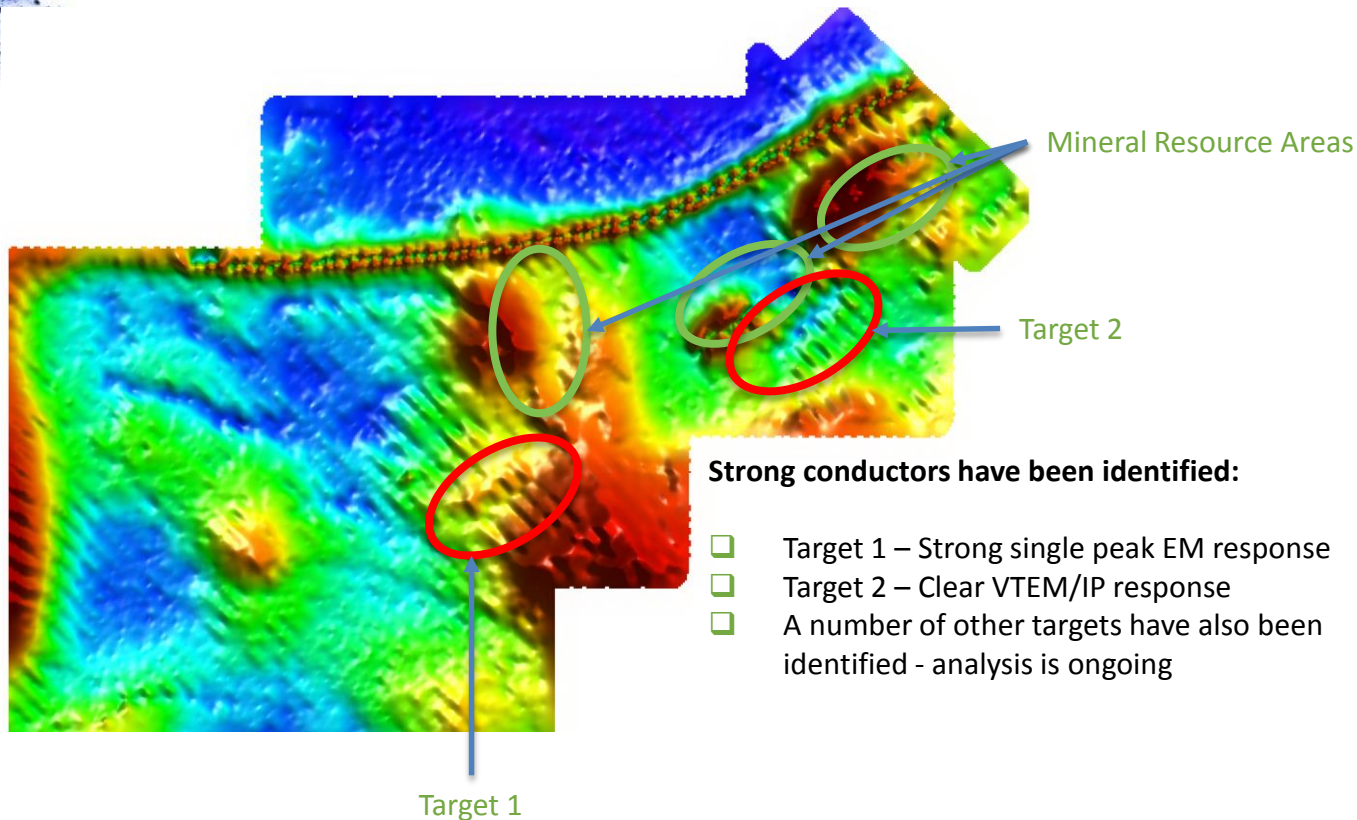 Mineral Resource Areas
Target 2
Strong conductors have been identified:
Target 1 – Strong single peak EM response
Target 2 – Clear VTEM/IP response
A number of other targets have also been
identified - analysis is ongoing
Target 1